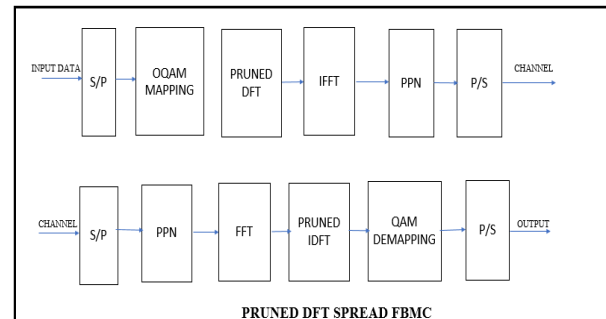 INPUT DATA
S/P
OQAM
MAPPING
PRUNED
DFT
IFFT
PPN
P/S
CHANNEL
CHANNEL
S/P
PPN
FFT
PRUNED
IDFT
QAM
DEMAPPING
P/S
OUTPUT
PRUNED DFT SPREAD FBMC